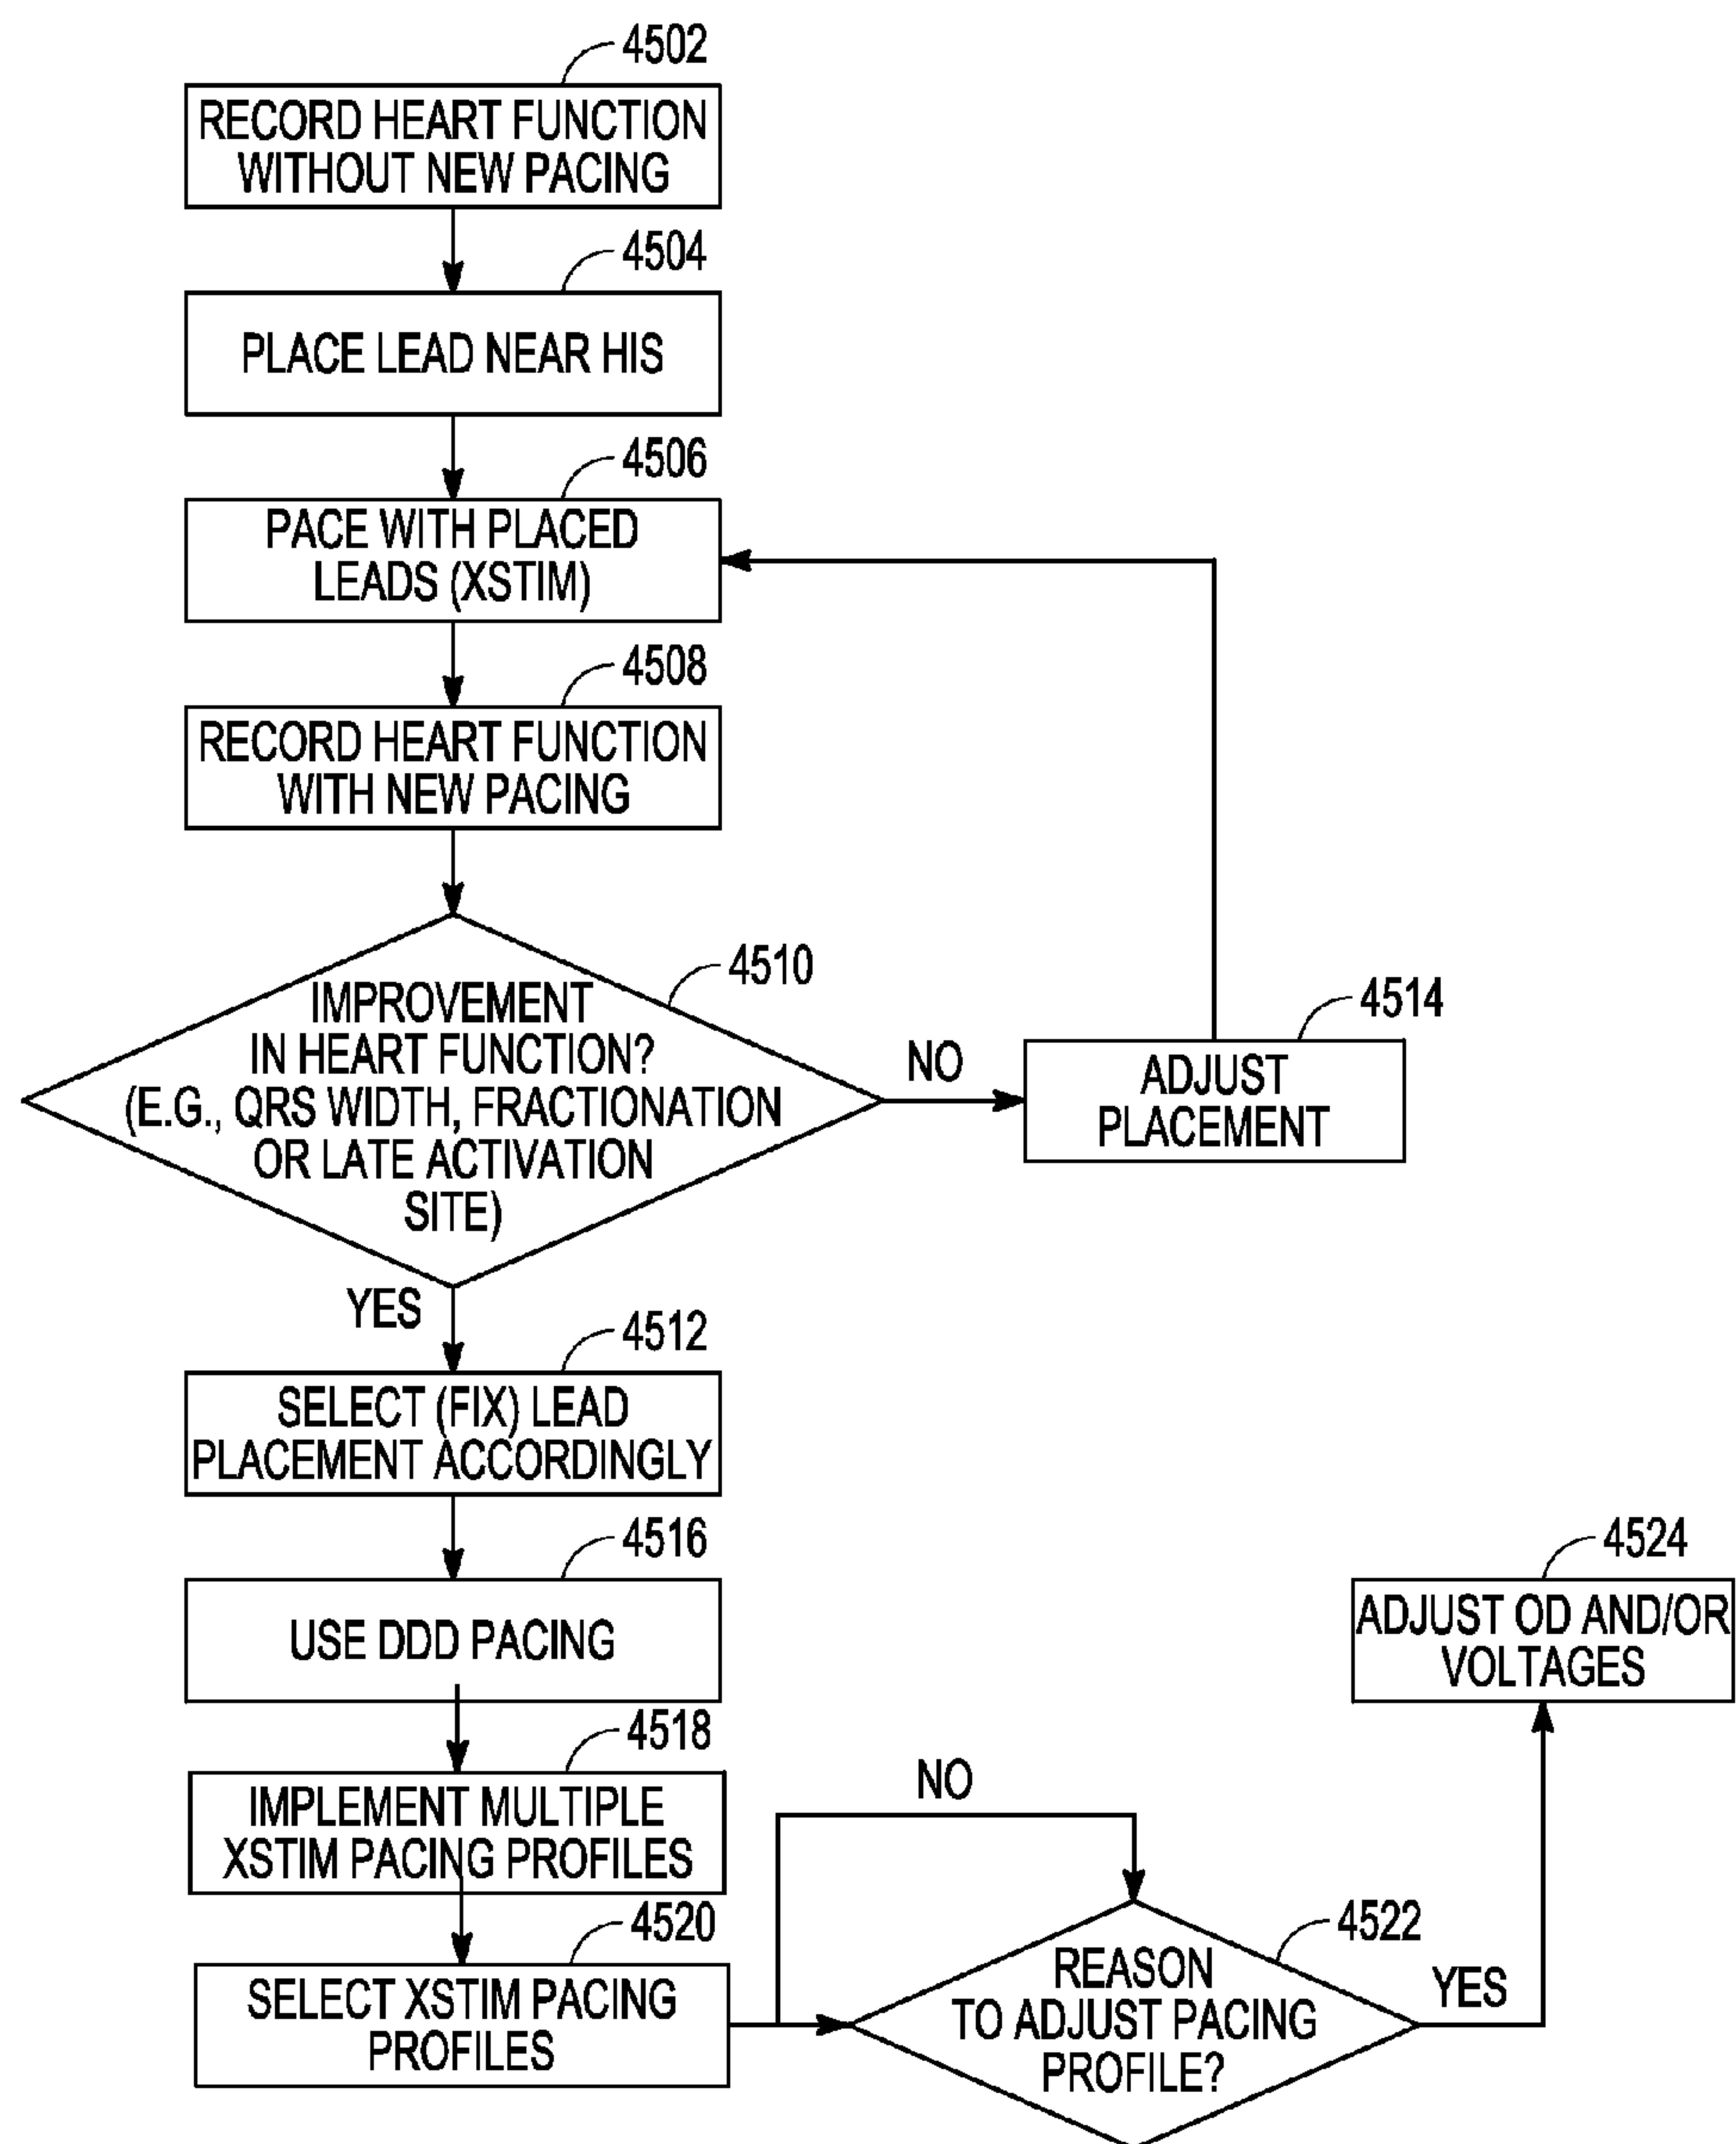 4502
RECORD HEART FUNCTION
WITHOUT NEW PACING
4504
PLACE LEAD NEAR HIS
4506
PACE WITH PLACED
LEADS (XSTIM)
4508
RECORD HEART FUNCTION
WITH NEW PACING
4510
IMPROVEMENT
IN HEART FUNCTION?
(E.G., QRS WIDTH, FRACTIONATION
OR LATE ACTIVATION
SITE)
NO
4514
ADJUST
PLACEMENT
YES
4512
SELECT (FIX) LEAD
PLACEMENT ACCORDINGLY
4516
USE DDD PACING
4518
IMPLEMENT MULTIPLE
XSTIM PACING PROFILES
4520
SELECT XSTIM PACING
PROFILES
NO
4522
REASON
TO ADJUST PACING
PROFILE?
YES
4524
ADJUST OD AND/OR
VOLTAGES